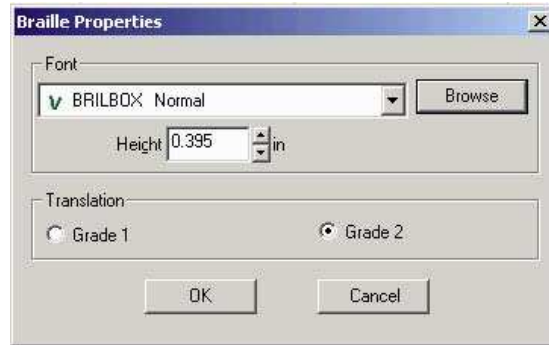 Braille Properties
Font
BRILBOX Normal
Browse
Height 0.395 in
Translation
Grade 1 Grade 2
OK Cancel